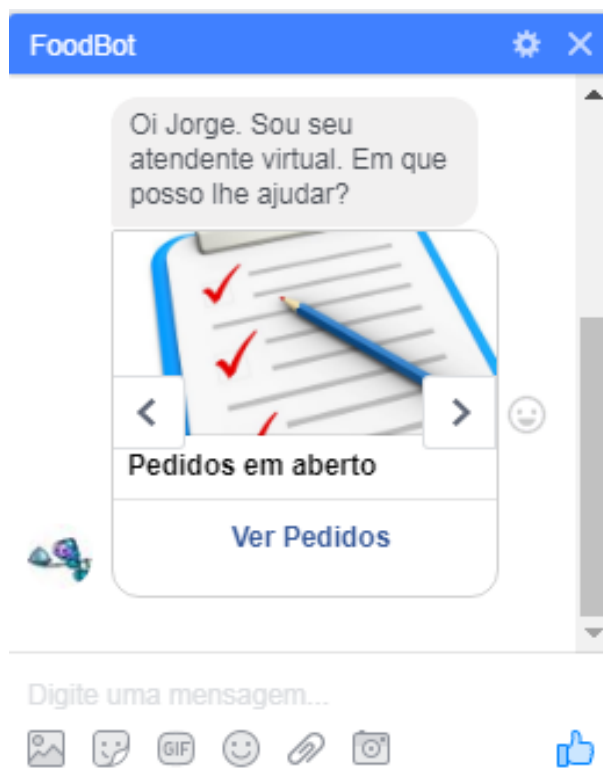 FoodBot
Oi Jorge. Sou seu
atendente virtual. Em que
posso lhe ajudar?
Pedidos em aberto
Ver Pedidos
Digite uma mensagem...
GIF